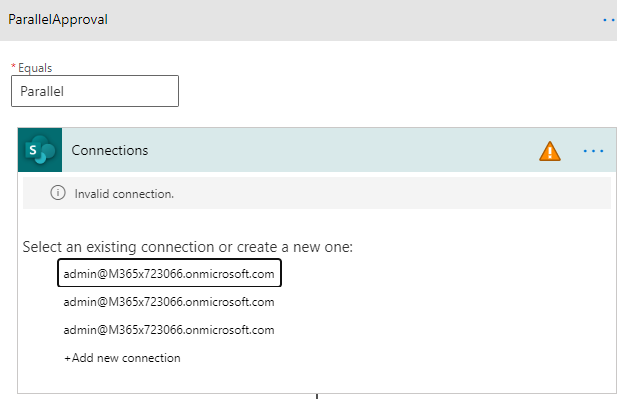 ParallelApproval
*Equals
Parallel
S
Connections
Invalid connection.
Select an existing connection or create a new one:
admin@M365x723066.onmicrosoft.com
admin@M365x723066.onmicrosoft.com
admin@M365x723066.onmicrosoft.com
+Add new connection